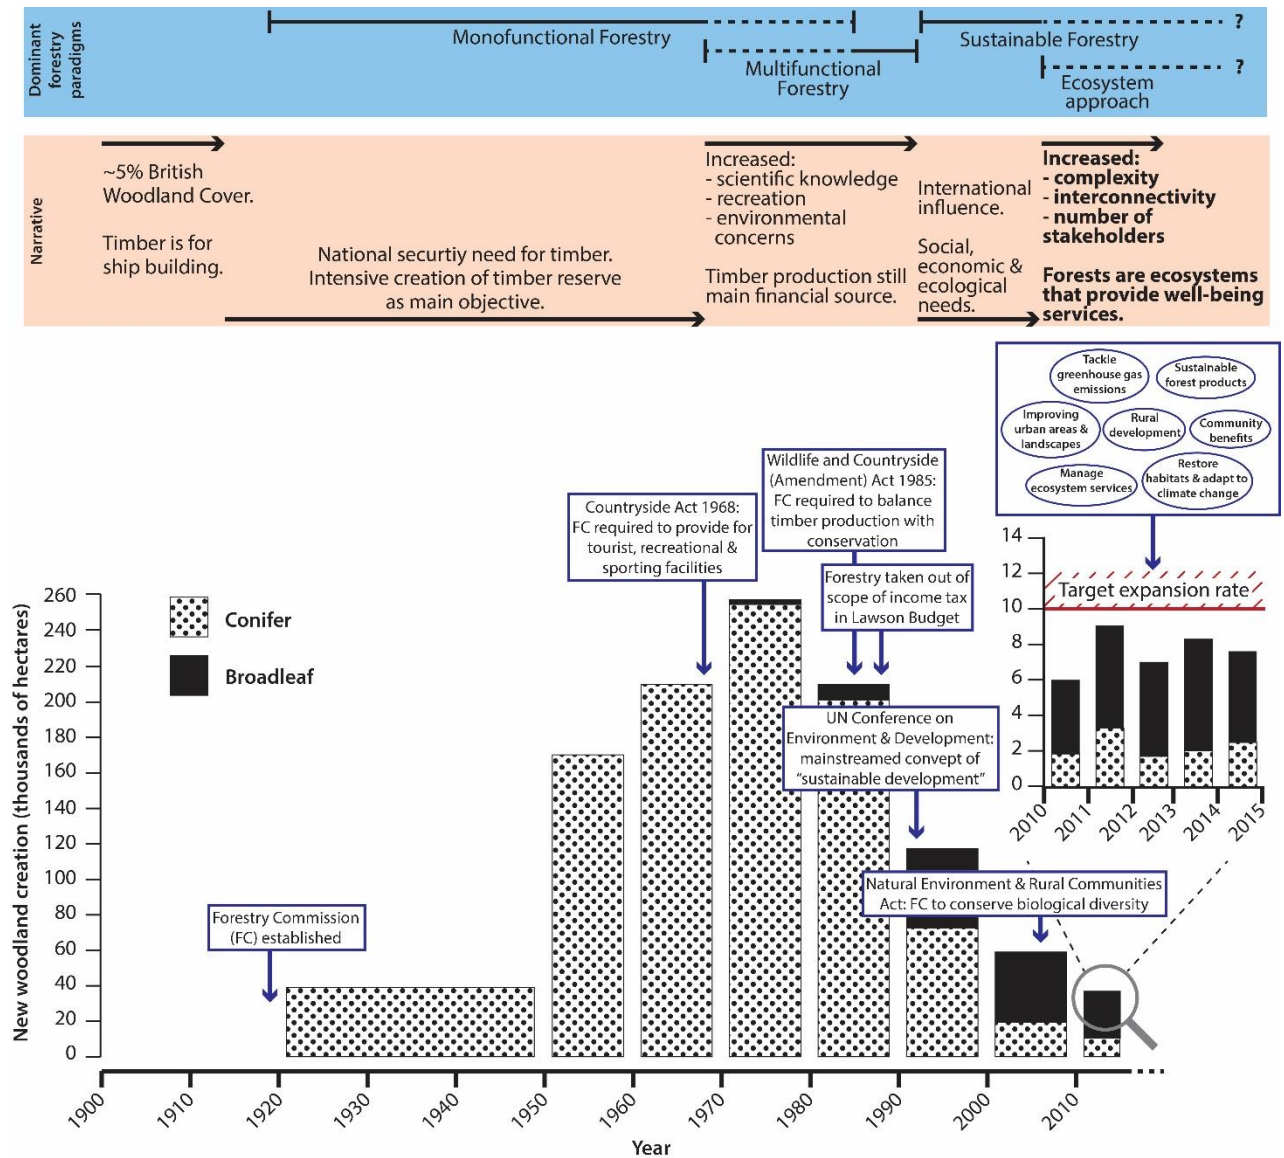 Dominant
forestry
paradigms
Monofunctional Forestry
Multifunctional
Forestry
Sustainable Forestry
?
Ecosystem
approach
?
Narrative
~5% British
Woodland Cover.
Timber is for
ship building.
National securtiy need for timber.
Intensive creation of timber reserve
as main objective.
Increased:
- scientific knowledge
- recreation
- environmental
concerns
Timber production still
main financial source.
International
influence.
Social,
economic &
ecological
needs.
Increased:
- complexity
- interconnectivity
- number of
stakeholders
Forests are ecosystems
that provide well-being
services.
Tackle
greenhouse gas
emissions
Sustainable
forest products
Improving
urban areas &
landscapes
Rural
development
Community
benefits
Manage
ecosystem services
Restore
habitats & adapt to
climate change
Countryside Act 1968:
FC required to provide for
tourist, recreational &
sporting facilities
Wildlife and Countryside
(Amendment) Act 1985:
FC required to balance
timber production with
conservation
Forestry taken out of
scope of income tax
in Lawson Budget
UN Conference on
Environment & Development:
mainstreamed convept of
“sustainable development”
Natural Environment & Rural Communities
Act: FC to conserve biological diversity
Forestry Commission
(FC) established
Conifer
Broadleaf
New woodland creation (thousands of hectares)
260
240
220
200
180
160
140
120
100
80
60
40
20
0
1900
1910
1920
1930
1940
1950
1960
1970
1980
1990
2000
2010
Year
14
12
10
8
6
4
2
0
Target expansion rate
2010
2011
2012
2013
2014
2015